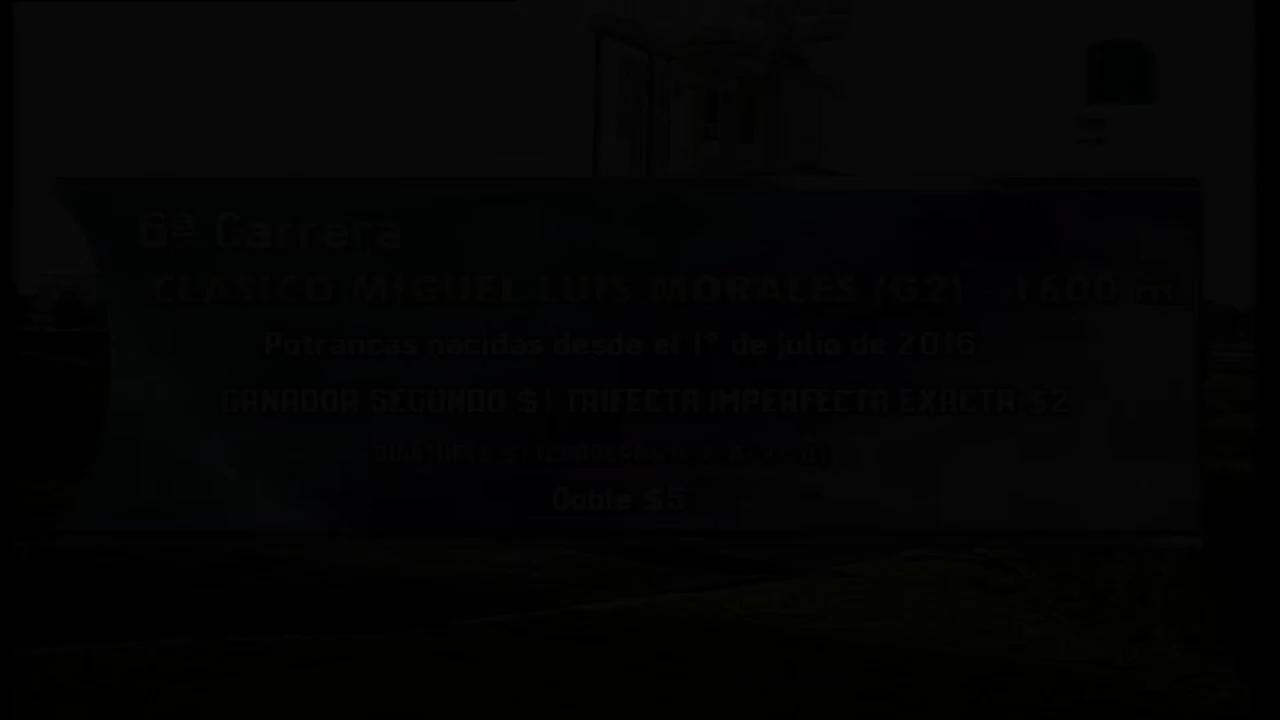 6ª Carrera
CLASICO MIGUEL LUIS MORALES (G2) 1600 m
Potrancas nacidas desde el 1° de julio de 2016
GANADOR SEGUNDO $1 TRIFECTA IMPERFECTA EXACTA $2
Doble $5